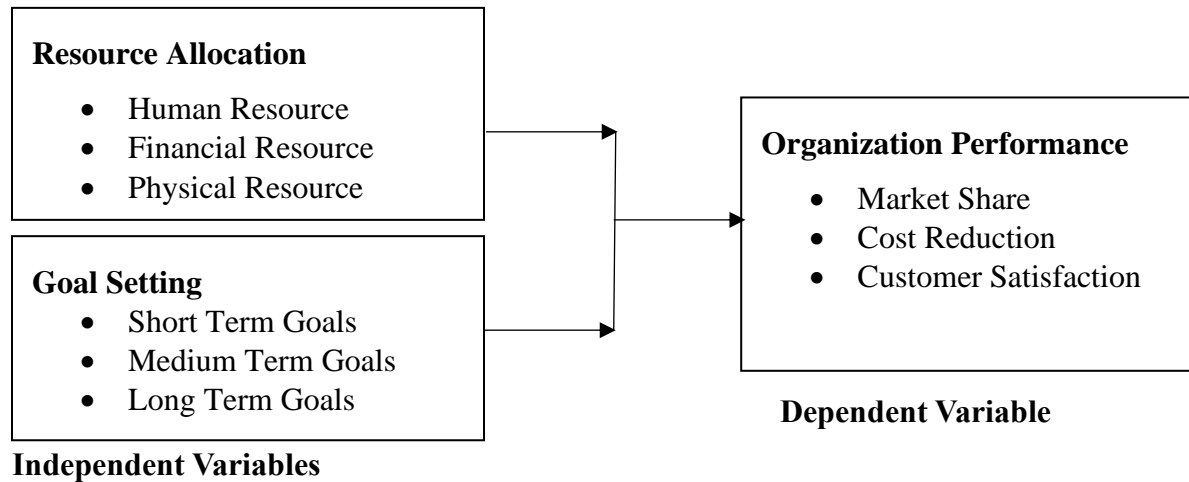 Resource Allocation
• Human Resource
• Financial Resource
• Physical Resource
Goal Setting
• Short Term Goals
• Medium Term Goals
• Long Term Goals
Independent Variables
Organization Performance
• Market Share
• Cost Reduction
• Customer Satisfaction
Dependent Variable